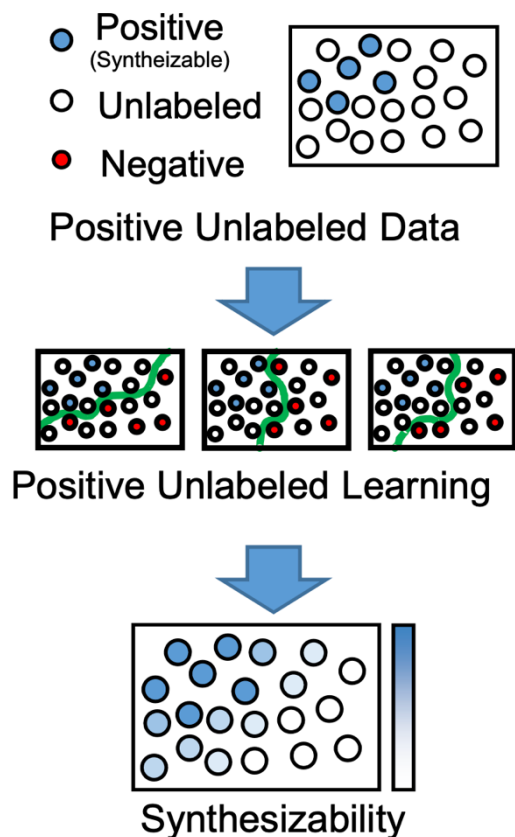 Positive
(Syntheizable)
Unlabeled
Negative
Positive Unlabeled Data
Positive Unlabeled Learning
Synthesizability